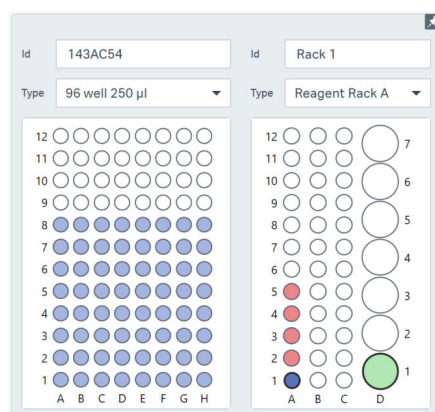 Id 143AC54 Id Rack 1
Type 96 well 250 µl Type Reagent Rack A
12 12 7
11 11
10 10 6
9 9
8 8 5
7 7
6 6 4
5 5
4 4 3
3 3
2 2 2
1 1 1
A B C D E F G H A B C D